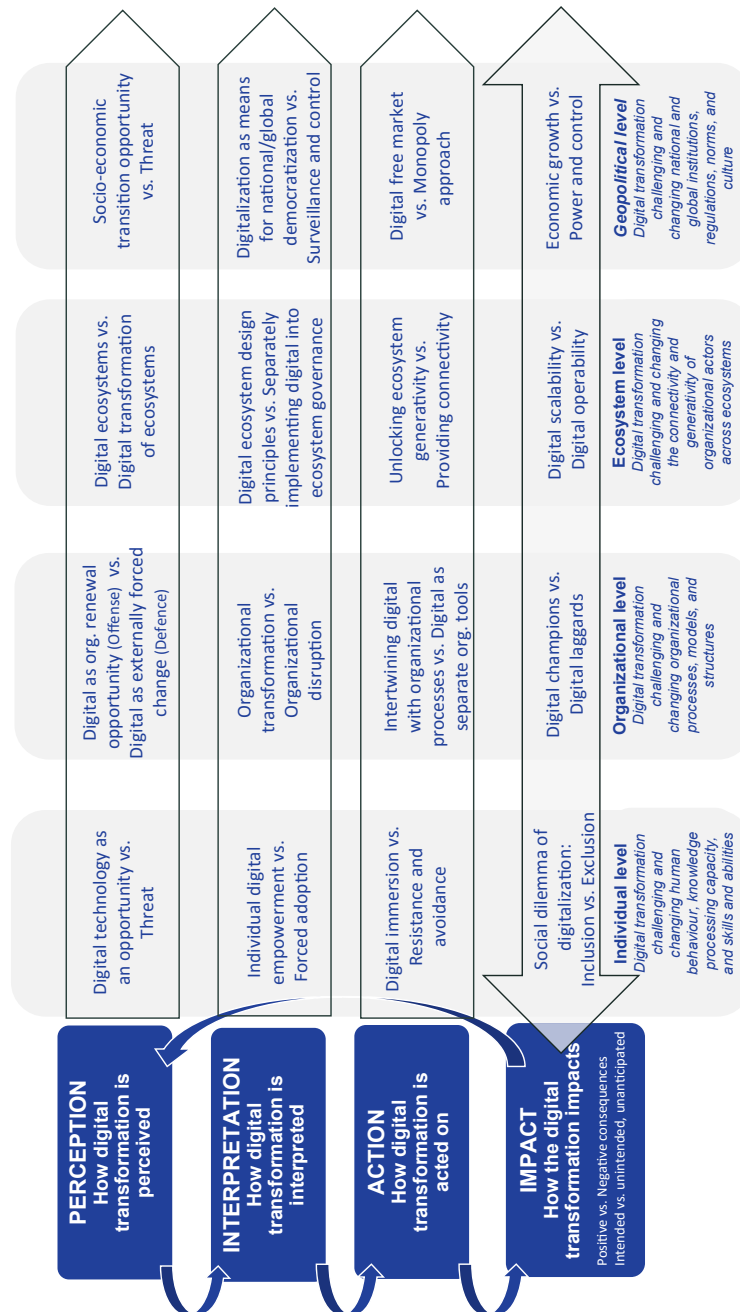 PERCEPTION
How digital
transformation is
perceived
Digital technology as
an opportunity vs.
Threat
Digital as org. renewal
opportunity (Offense) vs.
Digital as externally forced
change (Defence)
Digital ecosystems vs.
Digital transformation
of ecosystems
Socio-economic
transition opportunity
vs. Threat
INTERPRETATION
How digital
transformation is
interpreted
Individual digital
empowerment vs.
Forced adoption
Organizational
transformation vs.
Organizational
disruption
Digital ecosystem design
principles vs. Separately
implementing digital into
ecosystem governance
Digitalization as means
for national/global
democratization vs.
Surveillance and control
ACTION
How digital
transformation is
acted on
Digital immersion vs.
Resistance and
avoidance
Intertwining digital
with organizational
processes vs. Digital as
separate org. tools
Unlocking ecosystem
generativity vs.
Providing connectivity
Digital free market
vs. Monopoly
approach
IMPACT
How the digital
transformation impacts
Positive vs. Negative consequences
Intended vs. unintended, unanticipated
Social dilemma of
digitalization:
Inclusion vs. Exclusion
Digital champions vs.
Digital laggards
Digital scalability vs.
Digital operability
Economic growth vs.
Power and control
Individual level
Digital transformation
challenging and
changing human
behaviour, knowledge
processing capacity,
and skills and abilities
Organizational level
Digital transformation
challenging and
changing organizational
processes, models, and
structures
Ecosystem level
Digital transformation
challenging and changing
the connectivity and
generativity of
organizational actors
across ecosystems
Geopolitical level
Digital transformation
challenging and
changing national and
global institutions,
regulations, norms, and
culture